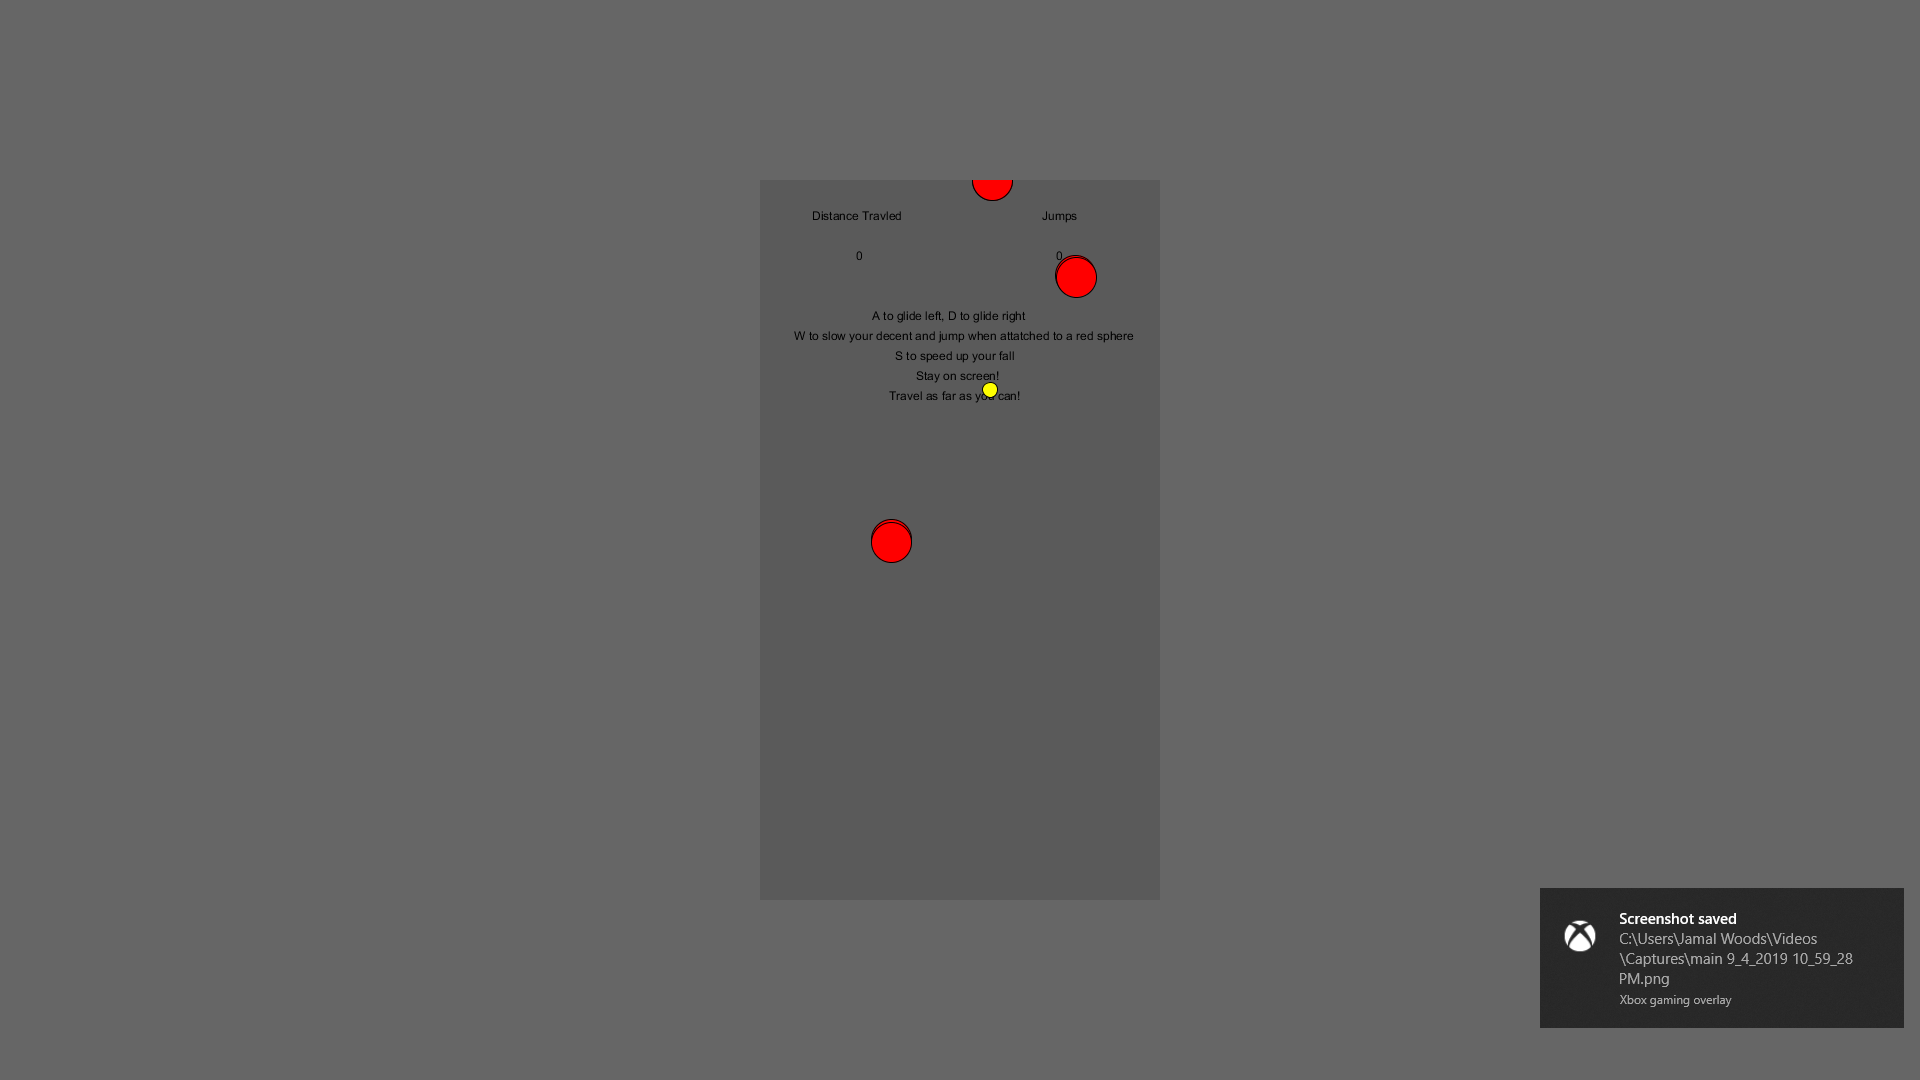 Distance Travled Jumps
0 0
A to glide left, D to glide right
W to slow your decent and jump when attatched to a red sphere
S to speed up your fall
Stay on screen!
Travel as far as you can!
Screenshot saved
C:\Users\Jamal Woods\Videos
\Captures\main 9_4_2019 10_59_28
PM.png
Xbox gaming overlay